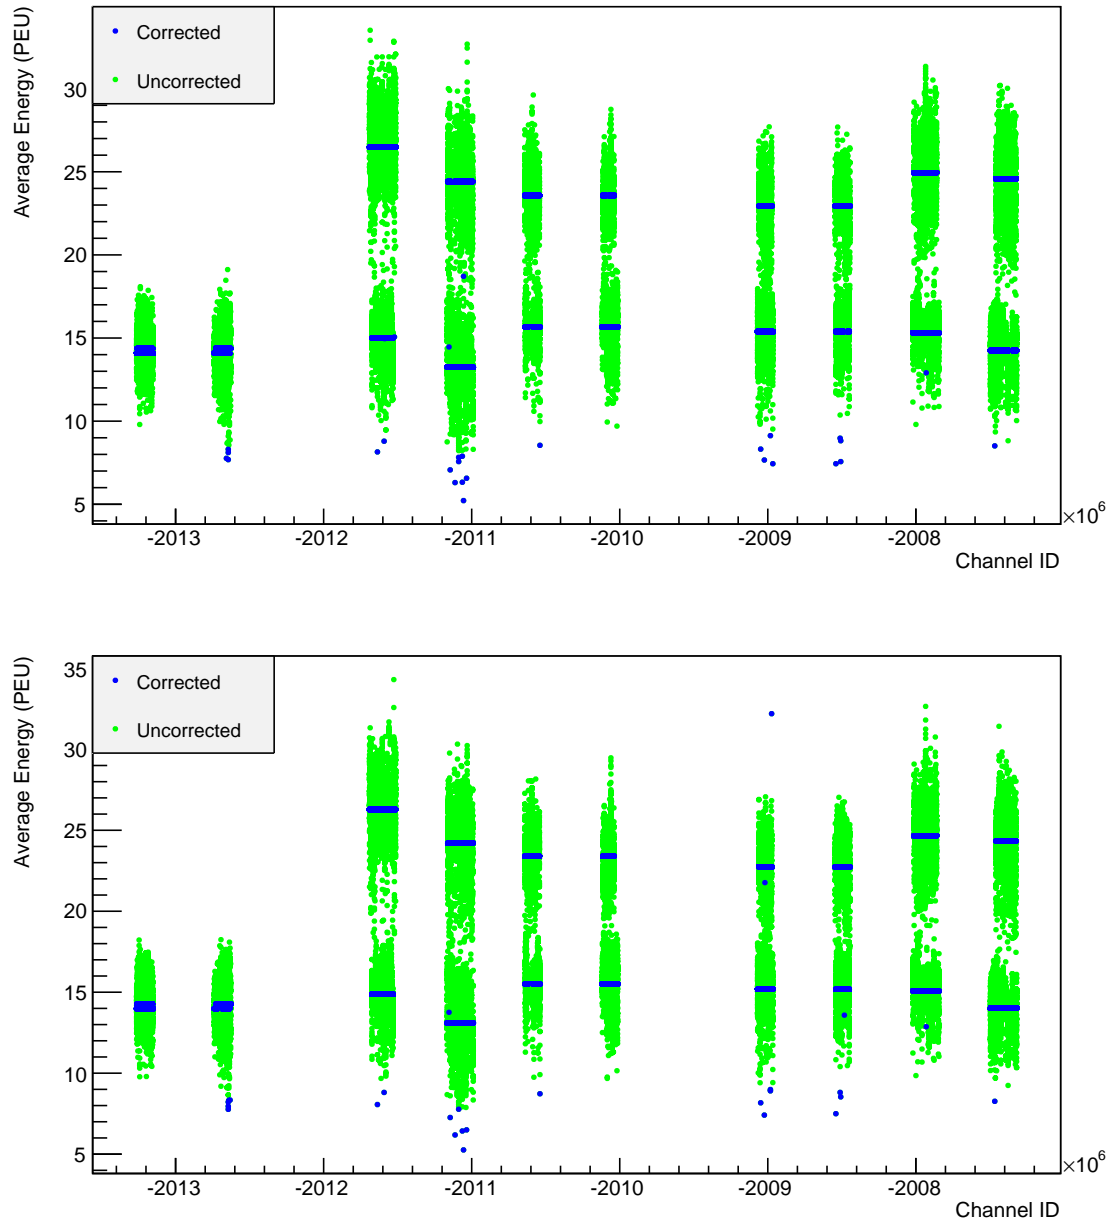 Average Energy (PEU)
Corrected
Uncorrected
30
25
20
15
10
5
-2013 -2012 -2011 -2010 -2009 -2008 ×10⁶
Channel ID
Average Energy (PEU)
35
Corrected
Uncorrected
30
25
20
15
10
5
-2013 -2012 -2011 -2010 -2009 -2008 ×10⁶
Channel ID